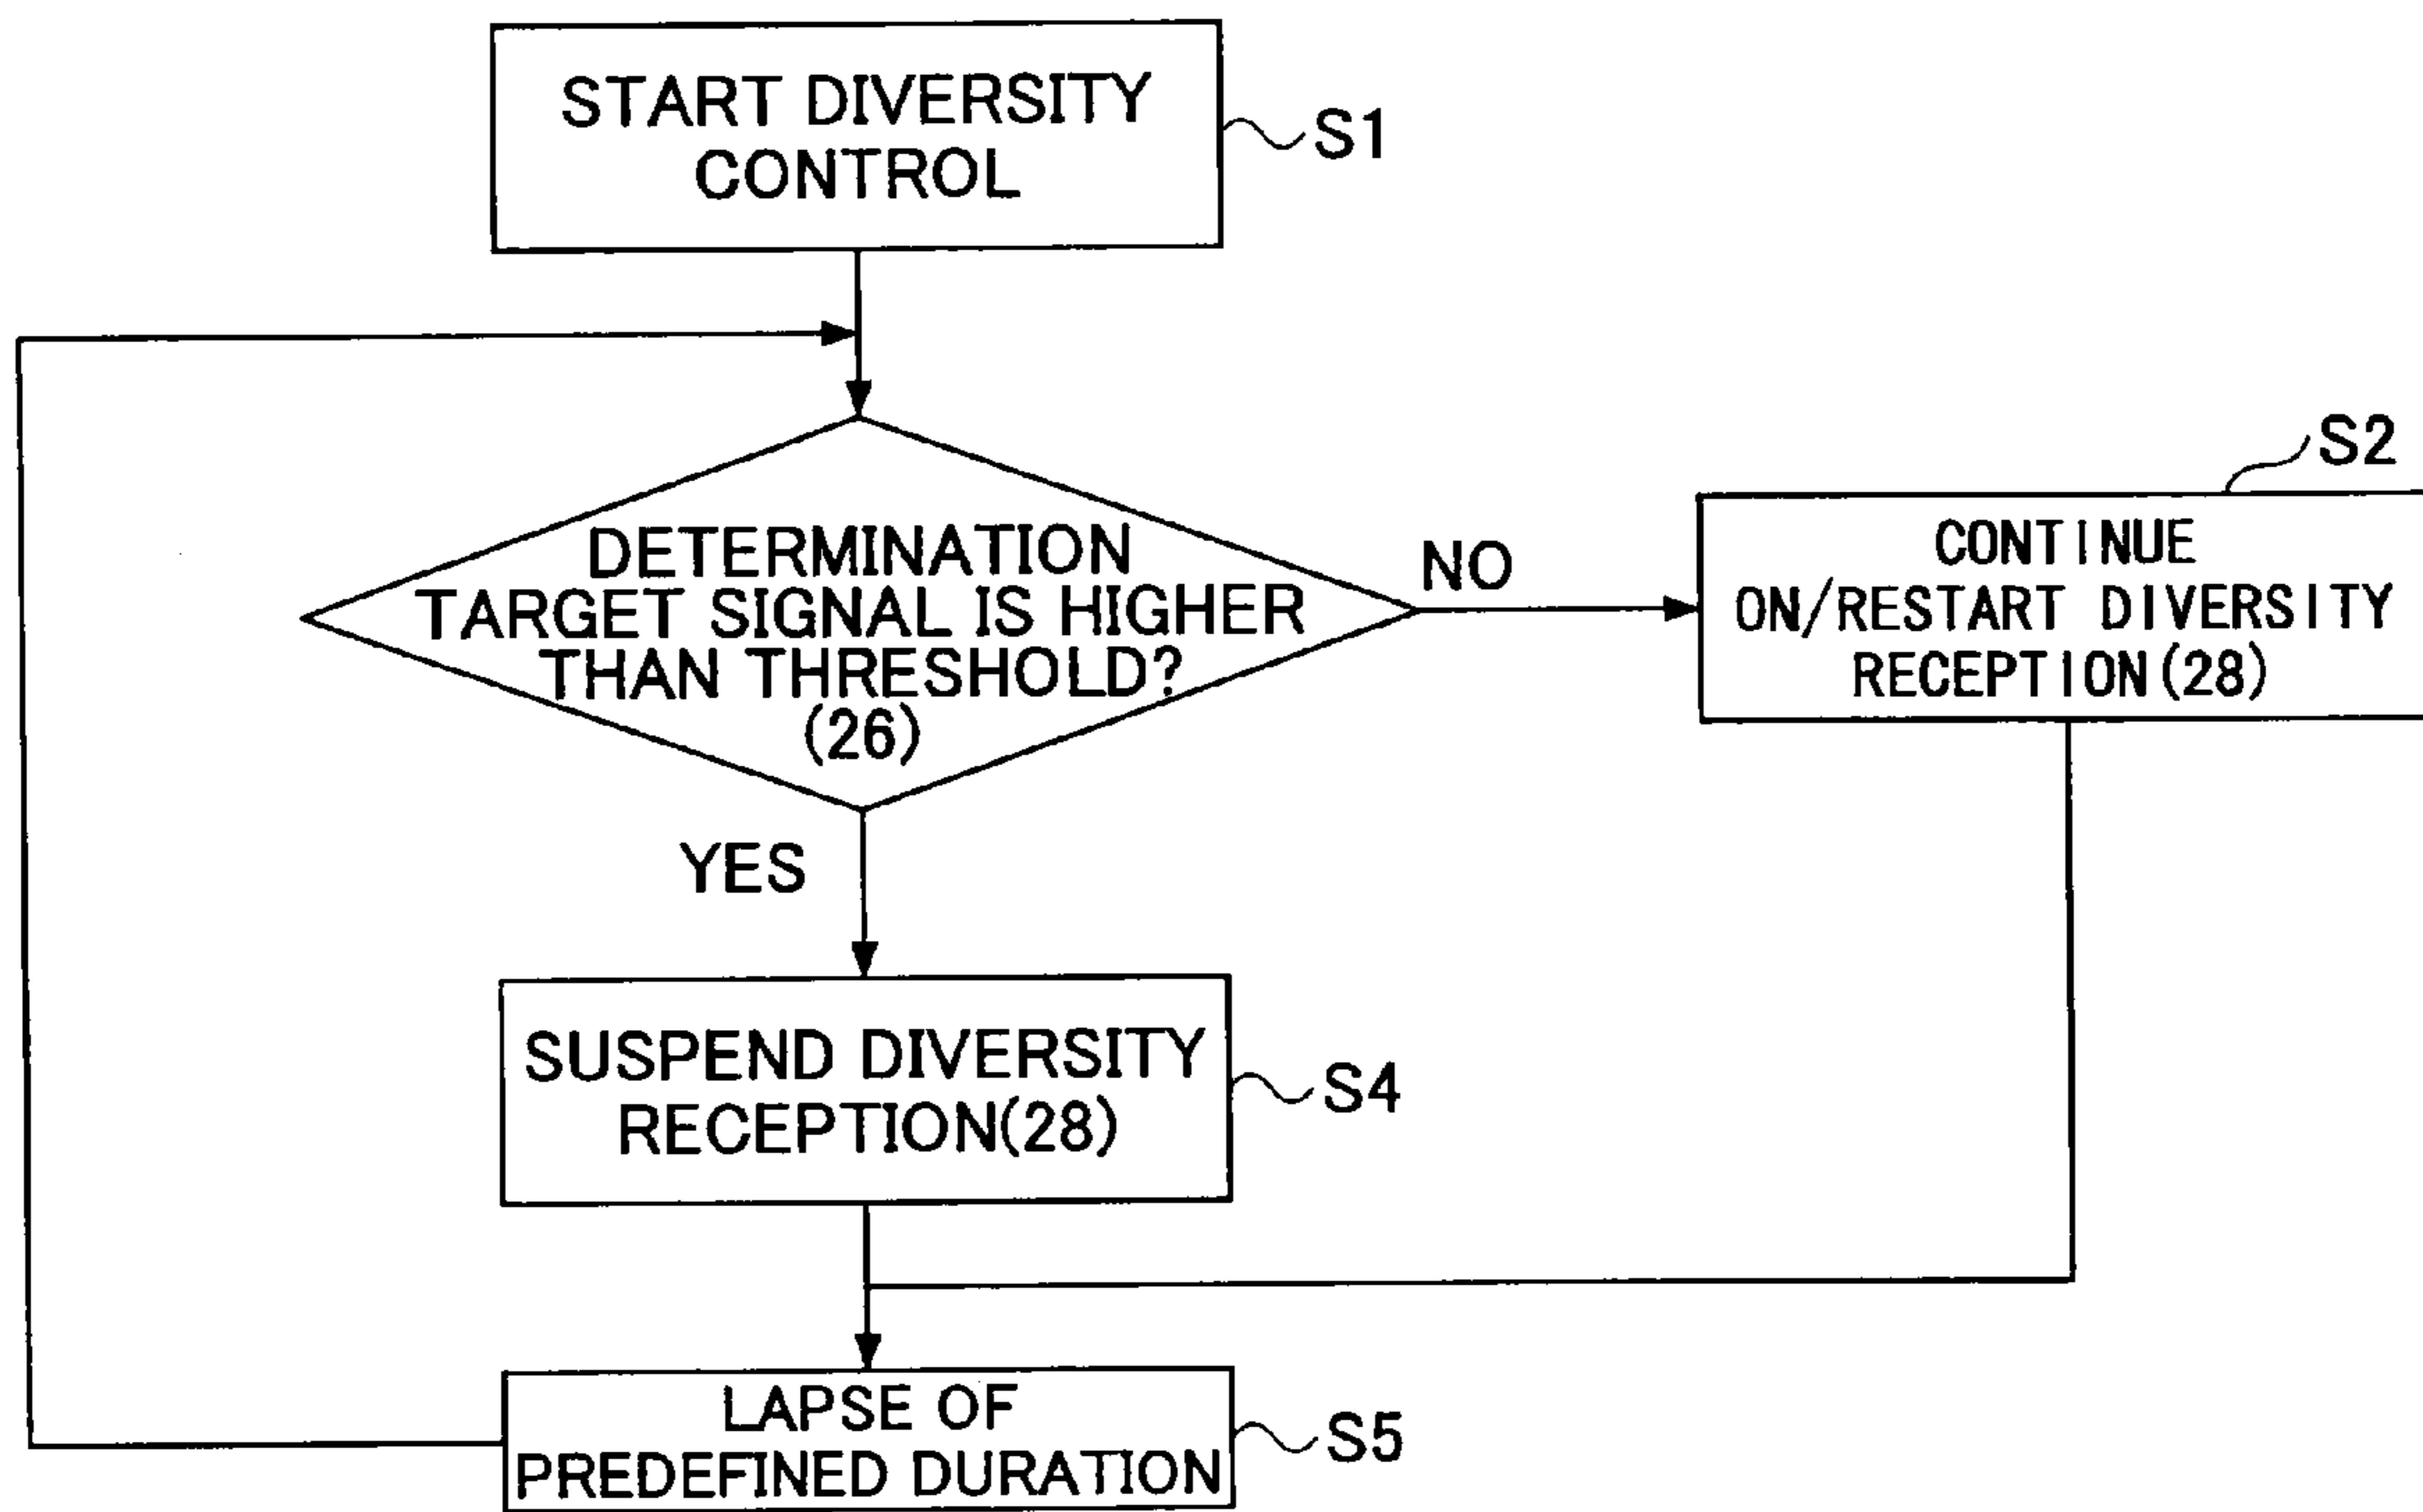 START DIVERSITY
CONTROL
S1
DETERMINATION
TARGET SIGNAL IS HIGHER
THAN THRESHOLD?
(26)
NO
S2
CONTINUE
ON/RESTART DIVERSITY
RECEPTION(28)
YES
SUSPEND DIVERSITY
RECEPTION(28)
S4
LAPSE OF
PREDEFINED DURATION
S5